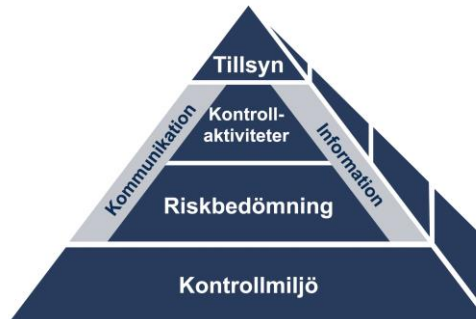 Tillsyn
Kontroll-
aktiviteter
Kommunikation
Information
Riskbedömning
Kontrollmiljö